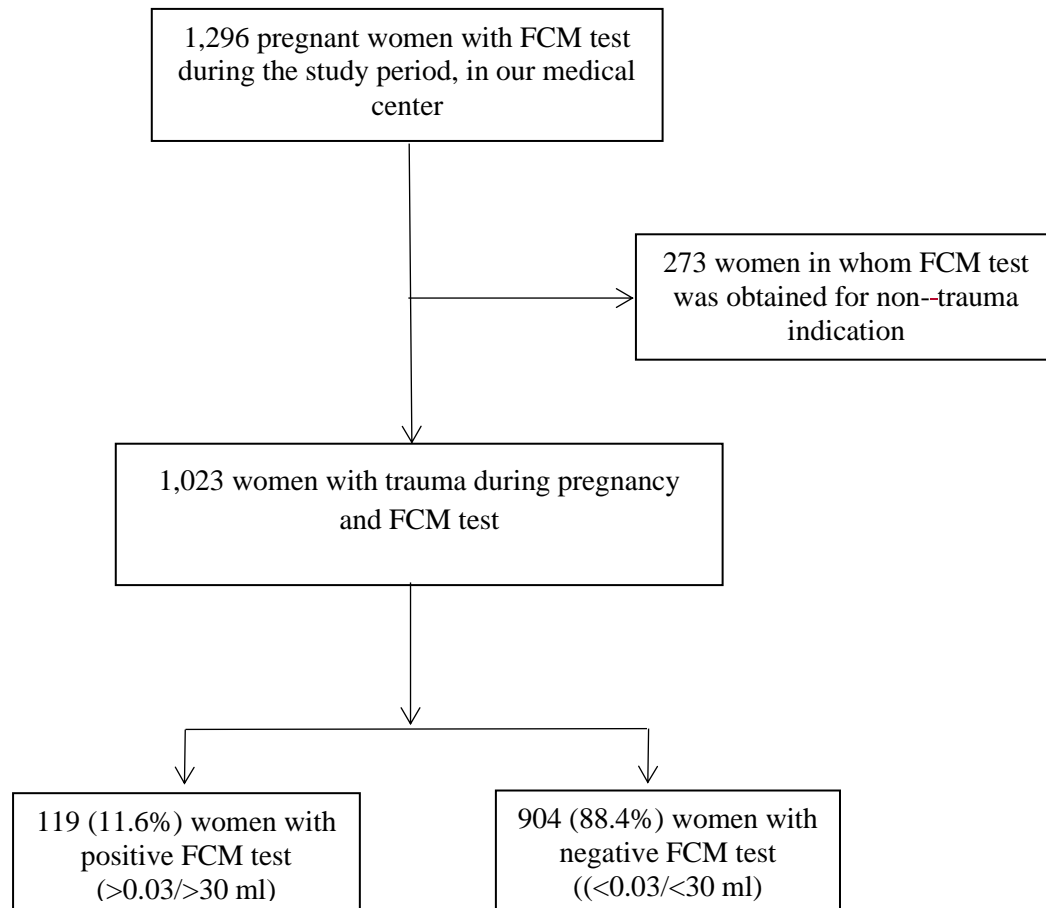 1,296 pregnant women with FCM test
during the study period, in our medical
center
273 women in whom FCM test
was obtained for non--trauma
indication
1,023 women with trauma during pregnancy
and FCM test
119 (11.6%) women with
positive FCM test
(>0.03/>30 ml)
904 (88.4%) women with
negative FCM test
((<0.03/<30 ml)